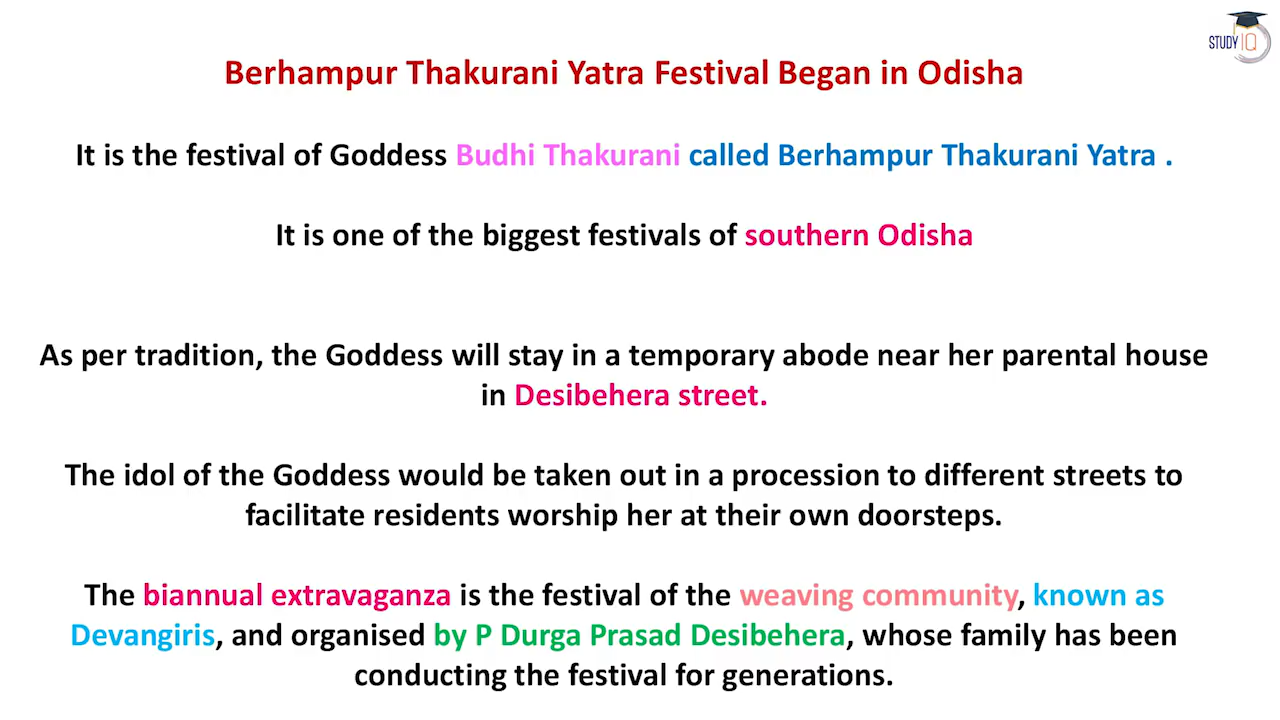 STUDY IQ
Berhampur Thakurani Yatra Festival Began in Odisha
It is the festival of Goddess Budhi Thakurani called Berhampur Thakurani Yatra .
It is one of the biggest festivals of southern Odisha
As per tradition, the Goddess will stay in a temporary abode near her parental house
in Desibehera street.
The idol of the Goddess would be taken out in a procession to different streets to
facilitate residents worship her at their own doorsteps.
The biannual extravaganza is the festival of the weaving community, known as
Devangiris, and organised by P Durga Prasad Desibehera, whose family has been
conducting the festival for generations.